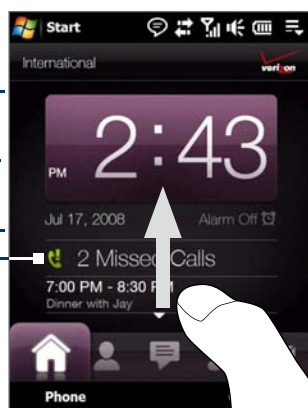 Start
International
verizon
PM 2:43
Jul 17, 2008 Alarm Off
2 Missed Calls
7:00 PM - 8:30 PM
Dinner with Jay
Phone